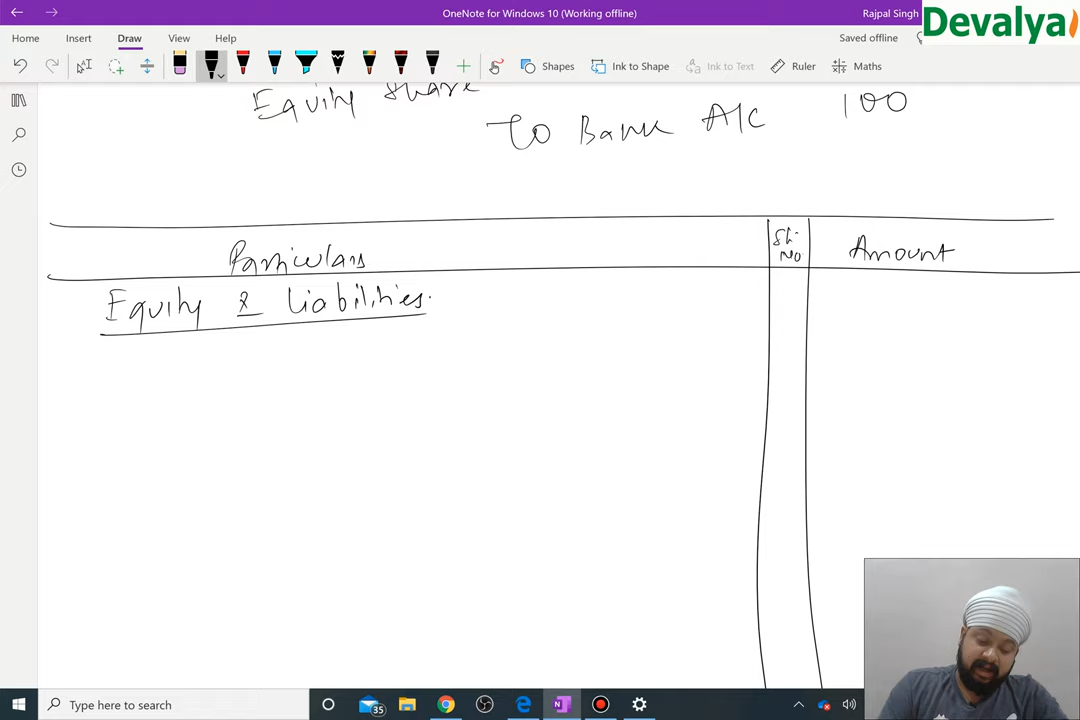 OneNote for Windows 10 (Working offline)
Rajpal Singh
Devalya
Home Insert Draw View Help
Saved offline
Shapes Ink to Shape Ink to Text Ruler Maths
Equity Share
To Bank A/c 100
Particulars Sh. No Amount
Equity & Liabilities.
Type here to search
35